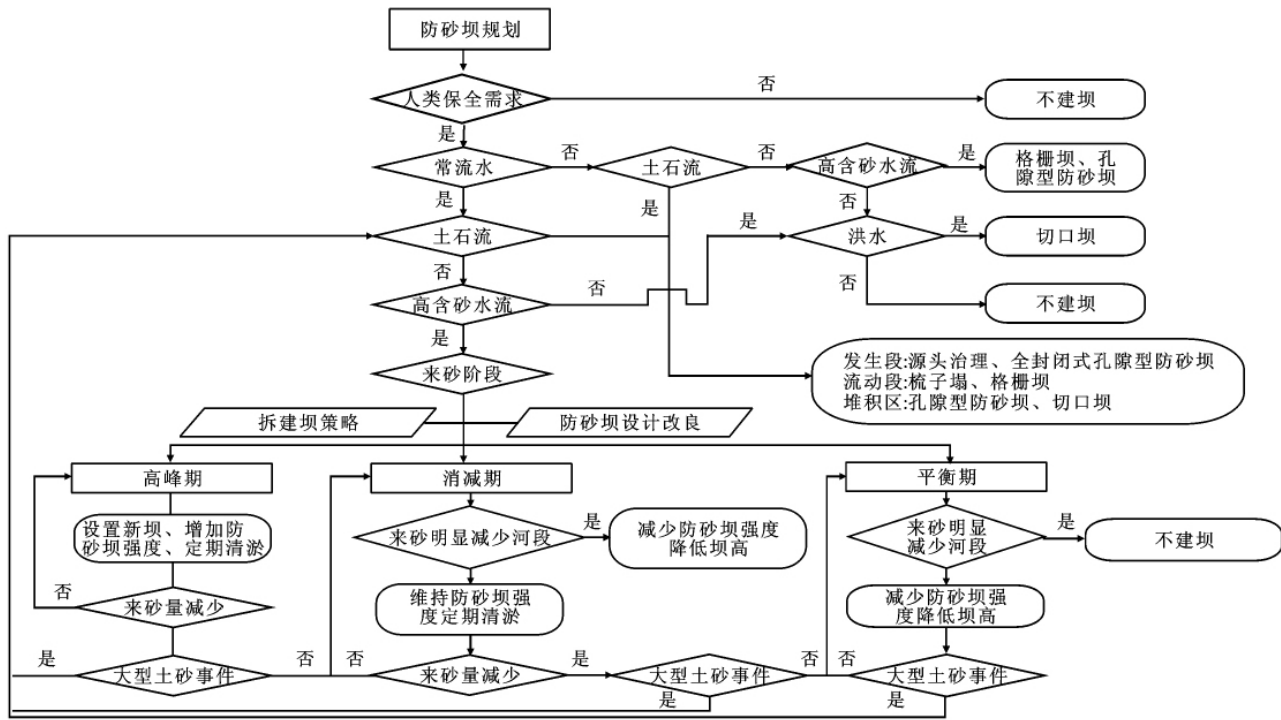 防砂坝规划
人类保全需求
否
不建坝
是
常流水
否
土石流
否
高含砂水流
是
格栅坝、孔
隙型防砂坝
是
是
否
土石流
洪水
是
切口坝
否
高含砂水流
否
否
不建坝
是
来砂阶段
发生段:源头治理、全封闭式孔隙型防砂坝
流动段:梳子塌、格栅坝
堆积区:孔隙型防砂坝、切口坝
拆建坝策略
防砂坝设计改良
高峰期
消减期
平衡期
设置新坝、增加防
砂坝强度、定期清淤
来砂明显减少河段
是
减少防砂坝强度
降低坝高
来砂明显
减少河段
是
不建坝
否
来砂量减少
维持防砂坝强
度定期清淤
减少防砂坝强
度降低坝高
是
大型土砂事件
否
否
来砂量减少
是
大型土砂事件
否
否
大型土砂事件
是
是